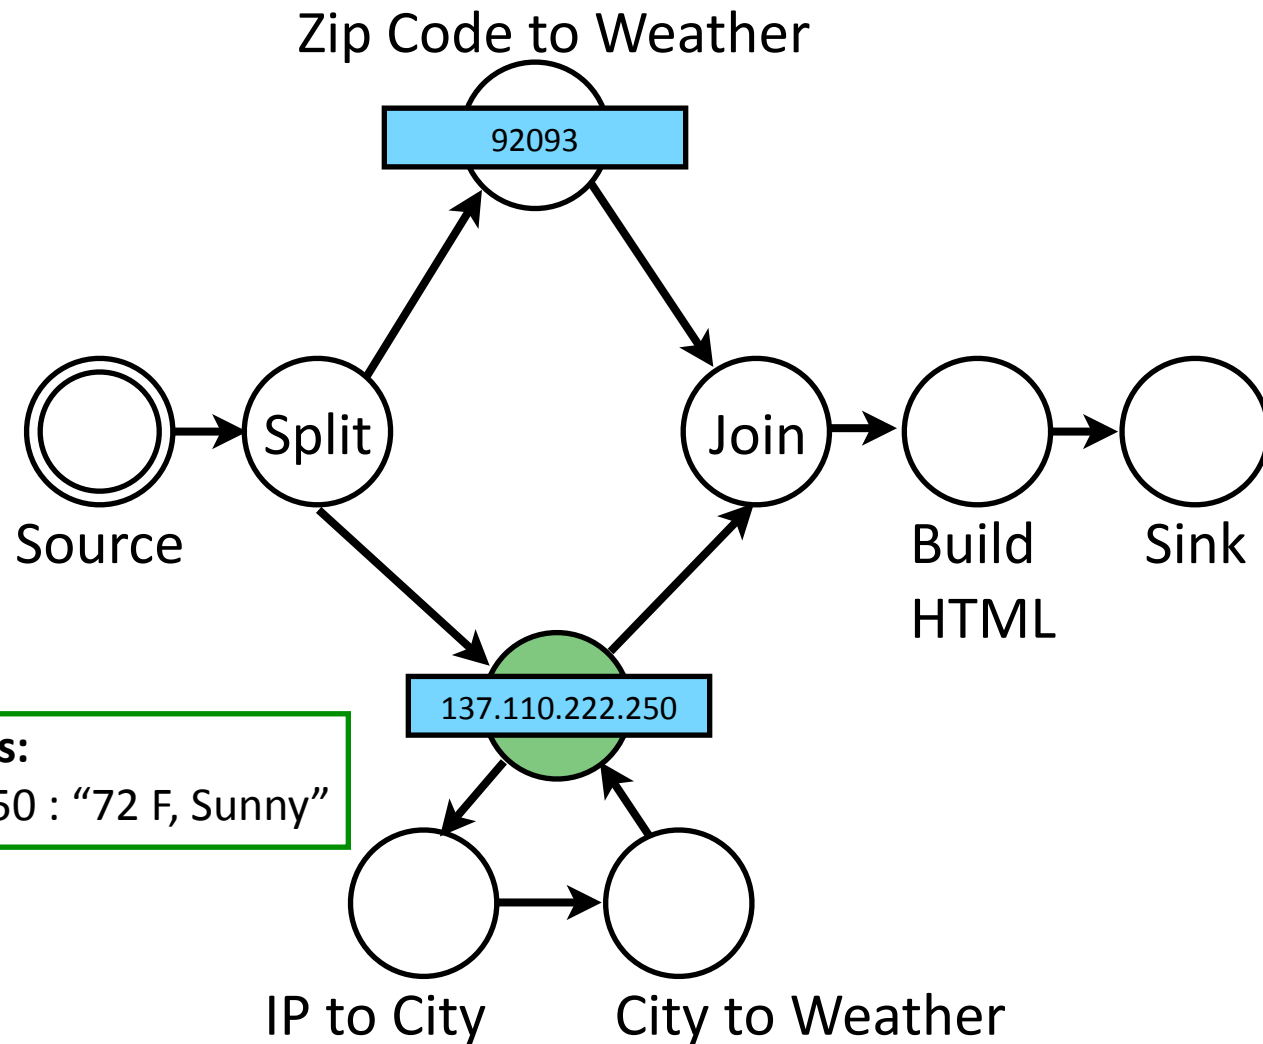 Zip Code to Weather
92093
Split
Join
Source
Build
HTML
Sink
137.110.222.250
s:
50 : “72 F, Sunny”
IP to City
City to Weather